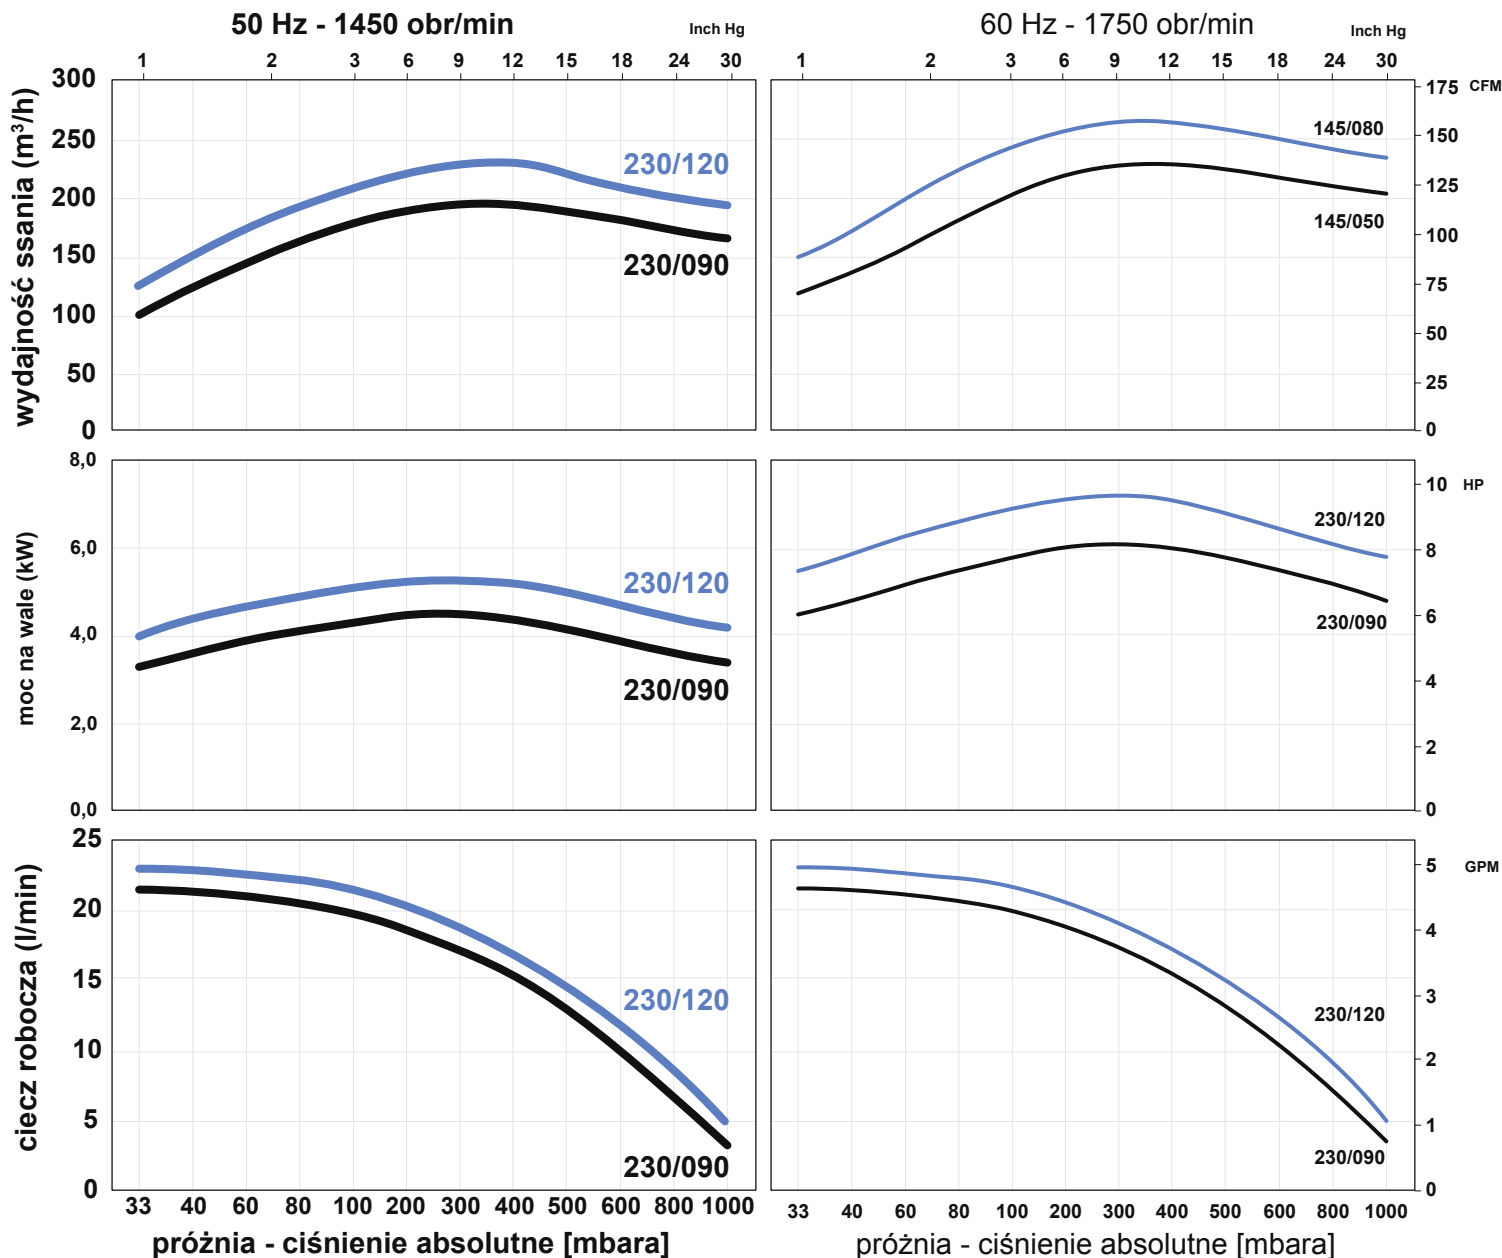 50 Hz - 1450 obr/min
Inch Hg
60 Hz - 1750 obr/min
Inch Hg
1 2 3 6 9 12 15 18 24 30
1 2 3 6 9 12 15 18 24 30
wydajność ssania (m³/h)
300
250
200
150
100
50
0
230/120
230/090
145/080
145/050
175 CFM
150
125
100
75
50
25
0
moc na wale (kW)
8,0
6,0
4,0
2,0
0,0
230/120
230/090
230/120
230/090
10 HP
8
6
4
2
0
ciecz robocza (l/min)
25
20
15
10
5
0
230/120
230/090
230/120
230/090
5 GPM
4
3
2
1
0
33 40 60 80 100 200 300 400 500 600 800 1000
33 40 60 80 100 200 300 400 500 600 800 1000
próżnia - ciśnienie absolutne [mbara]
próżnia - ciśnienie absolutne [mbara]